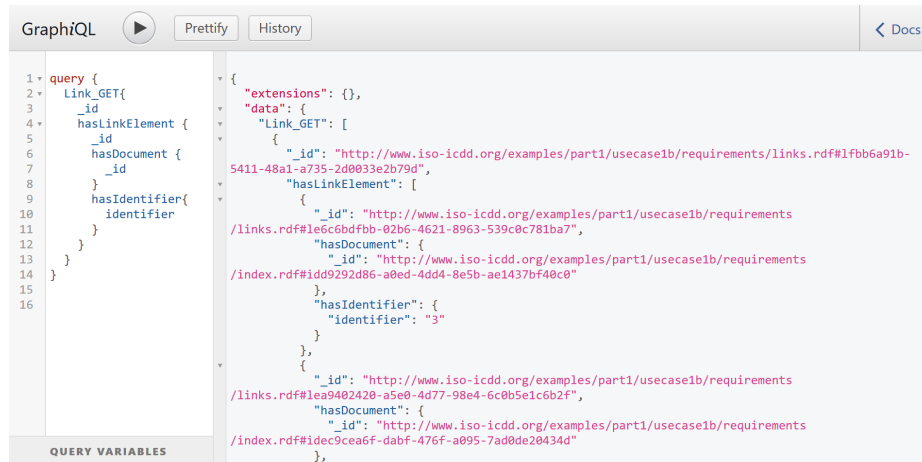 GraphiQL
Prettify
History
Docs
1 query {
2 Link_GET{
3 _id
4 hasLinkElement {
5 _id
6 hasDocument {
7 _id
8 }
9 hasIdentifier{
10 identifier
11 }
12 }
13 }
14 }
15
16
QUERY VARIABLES
{
"extensions": {},
"data": {
"Link_GET": [
{
"_id": "http://www.iso-icdd.org/examples/part1/usecase1b/requirements/links.rdf#lfbb6a91b-
5411-48a1-a735-2d0033e2b79d",
"hasLinkElement": [
{
"_id": "http://www.iso-icdd.org/examples/part1/usecase1b/requirements
/links.rdf#le6c6bdfbb-02b6-4621-8963-539c0c781ba7",
"hasDocument": {
"_id": "http://www.iso-icdd.org/examples/part1/usecase1b/requirements
/index.rdf#idd9292d86-a0ed-4dd4-8e5b-ae1437bf40c0"
},
"hasIdentifier": {
"identifier": "3"
}
},
{
"_id": "http://www.iso-icdd.org/examples/part1/usecase1b/requirements
/links.rdf#lea9402420-a5e0-4d77-98e4-6c0b5e1c6b2f",
"hasDocument": {
"_id": "http://www.iso-icdd.org/examples/part1/usecase1b/requirements
/index.rdf#idec9cea6f-dabf-476f-a095-7ad0de20434d"
},